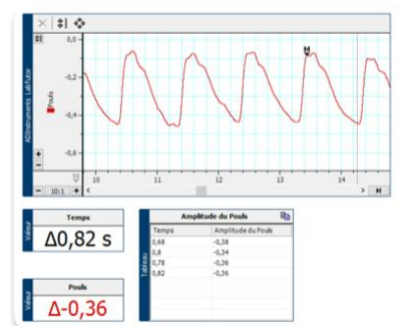 0,0
-0,2
-0,4
-0,6
ADInstruments LabTutor
Pouls
M
10
11
12
13
14
10:1
Valeur
Temps
Δ0,82 s
Valeur
Pouls
Δ-0,36
Tableau
Amplitude du Pouls
Temps Amplitude du Pouls
0,68 -0,38
0,8 -0,34
0,78 -0,36
0,82 -0,36